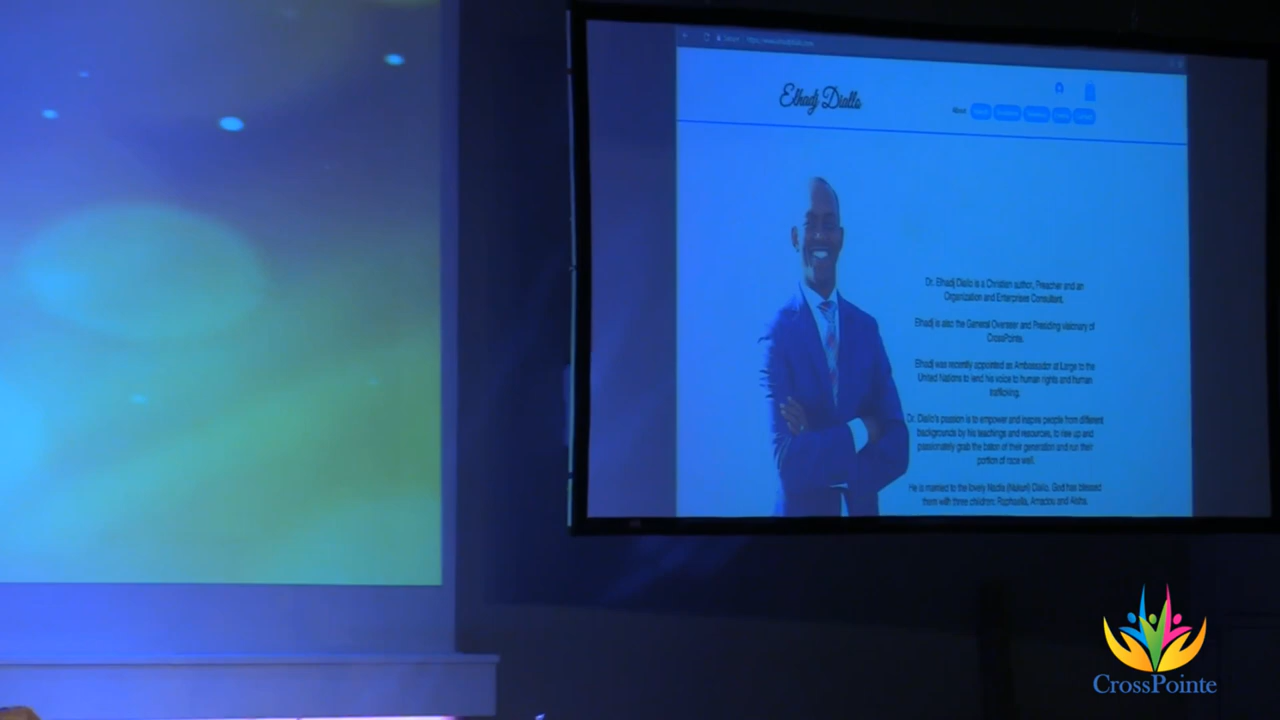 Elhadj Diallo
About
Dr. Elhadj Diallo is a Christian author, Preacher and an
Organization and Enterprises Consultant.
Elhadj is also the General Overseer and Presiding visionary of
CrossPointe.
Elhadj was recently appointed as Ambassador at Large to the
United Nations to lend his voice to human rights and human
trafficking.
Dr. Diallo's passion is to empower and inspire people from different
backgrounds by his teachings and resources, to rise up and
passionately grab the baton of their generation and run their
portion of race well.
He is married to the lovely Nadia Diallo. God has blessed
them with three children: Raphaella, Amadou and Aisha.
CrossPointe